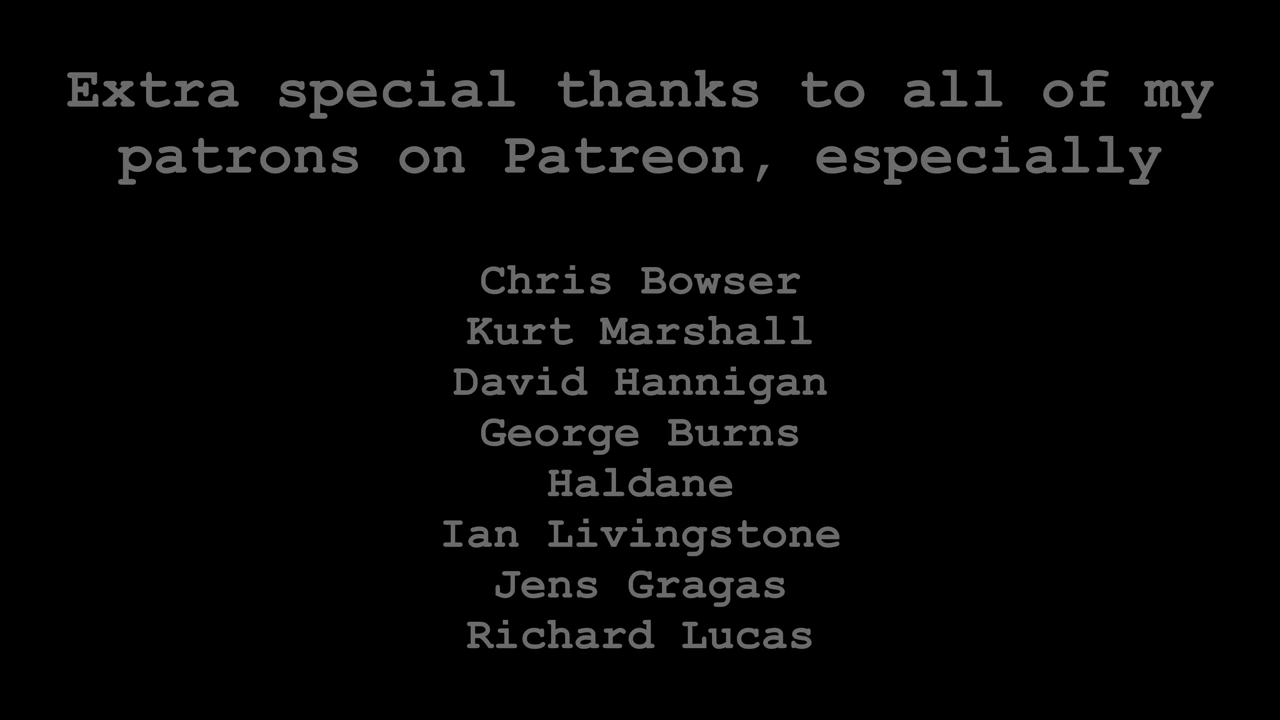 Extra special thanks to all of my
patrons on Patreon, especially
Chris Bowser
Kurt Marshall
David Hannigan
George Burns
Haldane
Ian Livingstone
Jens Gragas
Richard Lucas